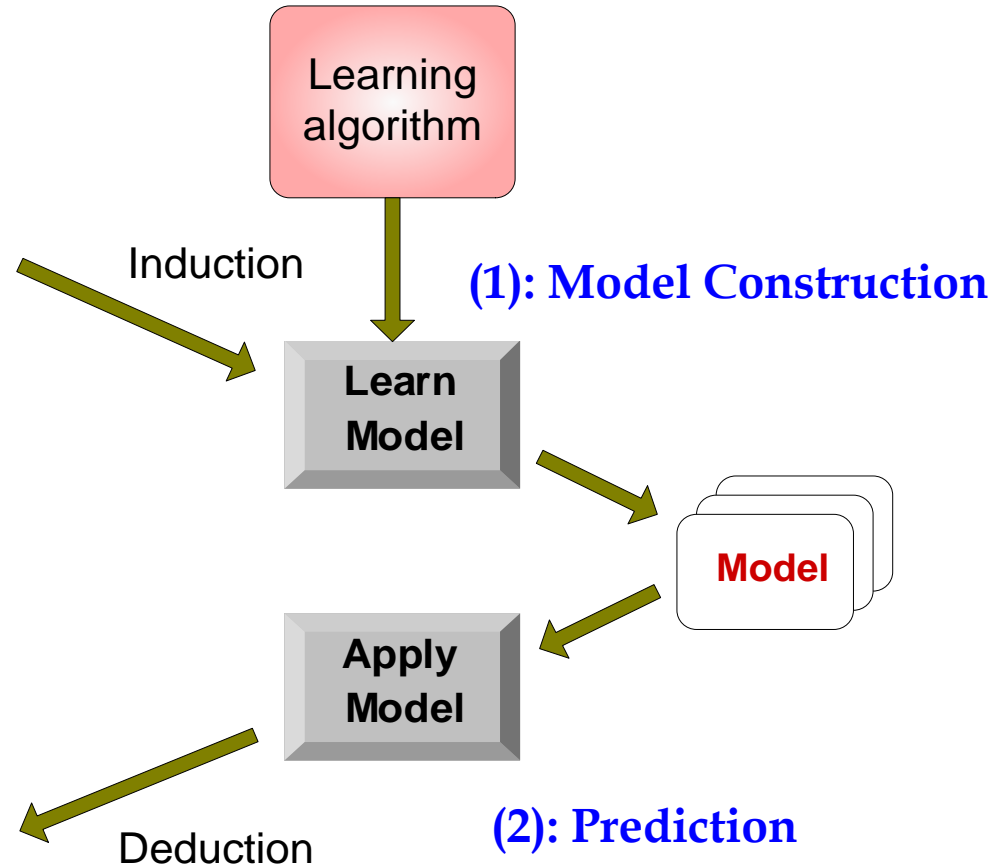 Learning
algorithm
Induction
(1): Model Construction
Learn
Model
Model
Apply
Model
(2): Prediction
Deduction